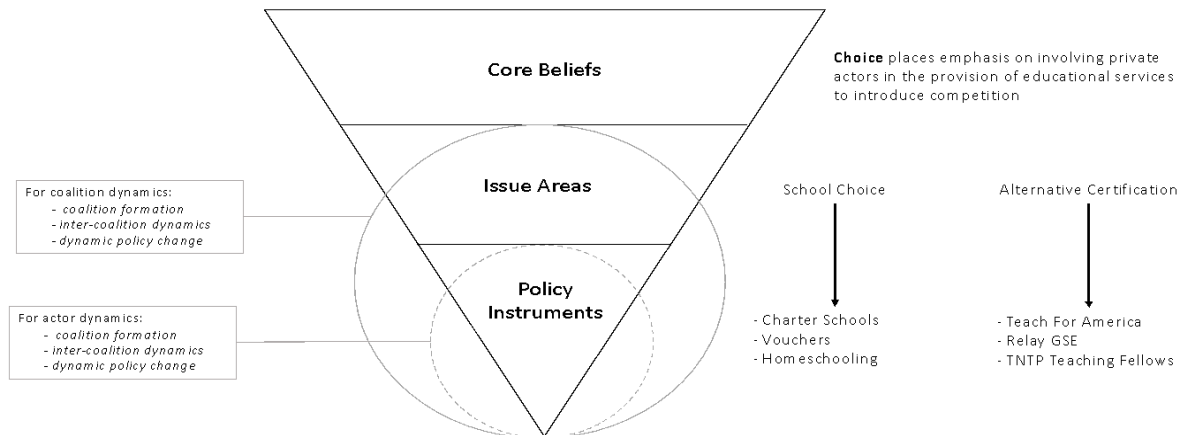 Core Beliefs
Choice places emphasis on involving private
actors in the provision of educational services
to introduce competition
Issue Areas
For coalition dynamics:
- coalition formation
- inter-coalition dynamics
- dynamic policy change
School Choice
Alternative Certification
Policy
Instruments
For actor dynamics:
- coalition formation
- inter-coalition dynamics
- dynamic policy change
- Charter Schools
- Vouchers
- Homeschooling
- Teach For America
- Relay GSE
- TNTP Teaching Fellows